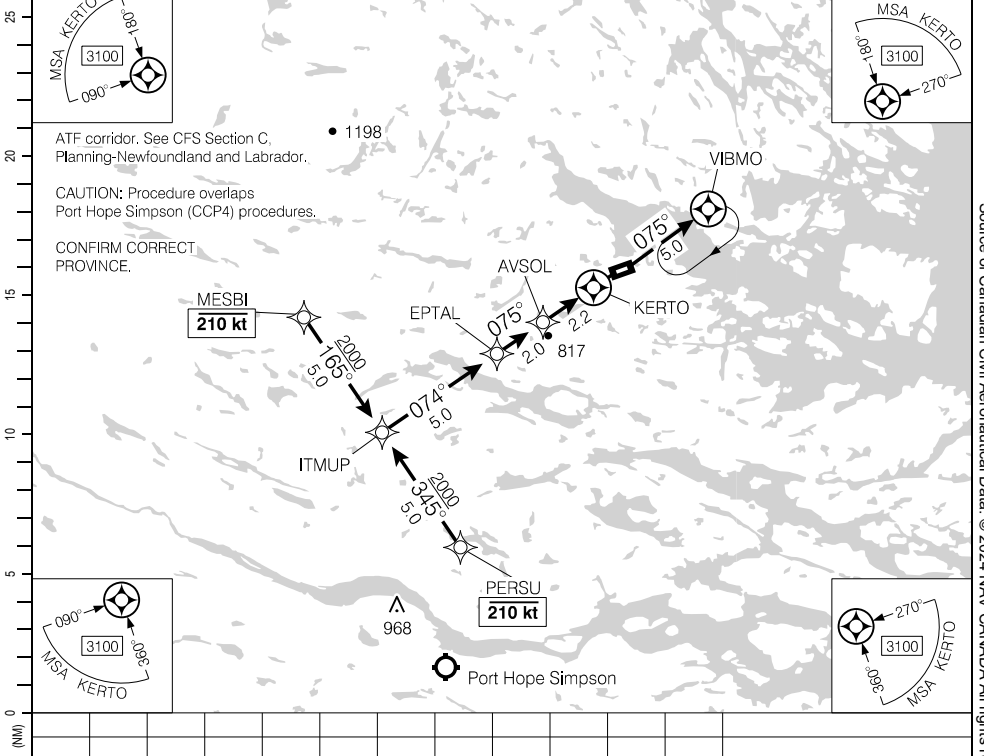 25
20
15
10
5
0
(NM)
MSA KERTO
180°
3100
090°
MSA KERTO
180°
3100
270°
ATF corridor. See CFS Section C,
Planning-Newfoundland and Labrador.
CAUTION: Procedure overlaps
Port Hope Simpson (CCP4) procedures.
CONFIRM CORRECT
PROVINCE.
1198
VIBMO
075°
5.0
AVSOL
KERTO
EPTAL
075°
2.2
2.0
817
MESBI
210 kt
2000
165°
5.0
074°
5.0
ITMUP
2000
345°
5.0
PERSU
210 kt
968
Port Hope Simpson
090°
3100
360°
MSA KERTO
270°
3100
360°
MSA KERTO
Source of Canadian Civil Aeronautical Data: © 2024 NAV CANADA All rights